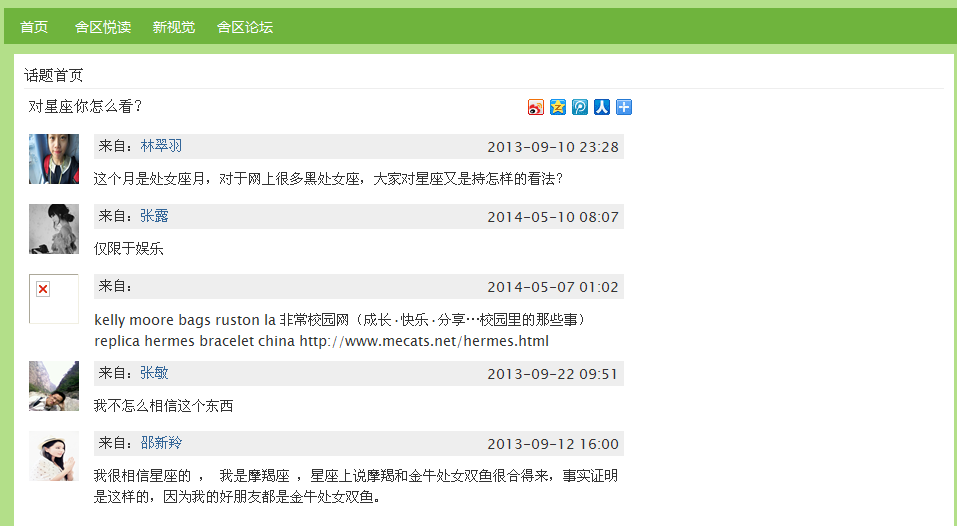 首页 舍区悦读 新视觉 舍区论坛
话题首页
对星座你怎么看?
来自：林翠羽 2013-09-10 23:28
这个月是处女座月，对于网上很多黑处女座，大家对星座又是持怎样的看法?
来自：张露 2014-05-10 08:07
仅限于娱乐
来自： 2014-05-07 01:02
kelly moore bags ruston la 非常校园网（成长·快乐·分享…校园里的那些事）
replica hermes bracelet china http://www.mecats.net/hermes.html
来自：张敏 2013-09-22 09:51
我不怎么相信这个东西
来自：邵新羚 2013-09-12 16:00
我很相信星座的 ， 我是摩羯座 ，星座上说摩羯和金牛处女双鱼很合得来，事实证明
是这样的，因为我的好朋友都是金牛处女双鱼。